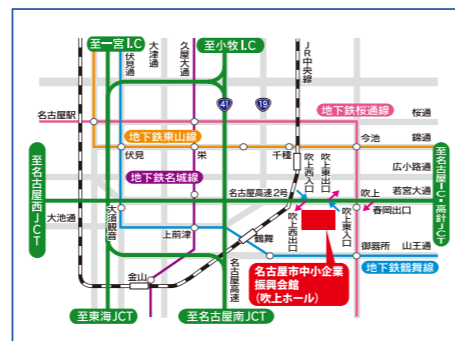 至一宮I.C
伏見通
大津通
久屋大通
至小牧I.C
JR中央線
41
19
名古屋駅
地下鉄桜通線
桜通
地下鉄東山線
伏見
栄
千種
今池
錦通
地下鉄名城線
吹上西入口
吹上東出口
広小路通
至名古屋西JCT
名古屋高速2号
吹上
若宮大通
至名古屋IC・高針JCT
大池通
大須観音
上前津
鶴舞
吹上西出口
吹上東入口
春岡出口
御器所
山王通
地下鉄鶴舞線
金山
名古屋高速
名古屋市中小企業
振興会館
(吹上ホール)
至東海JCT
至名古屋南JCT